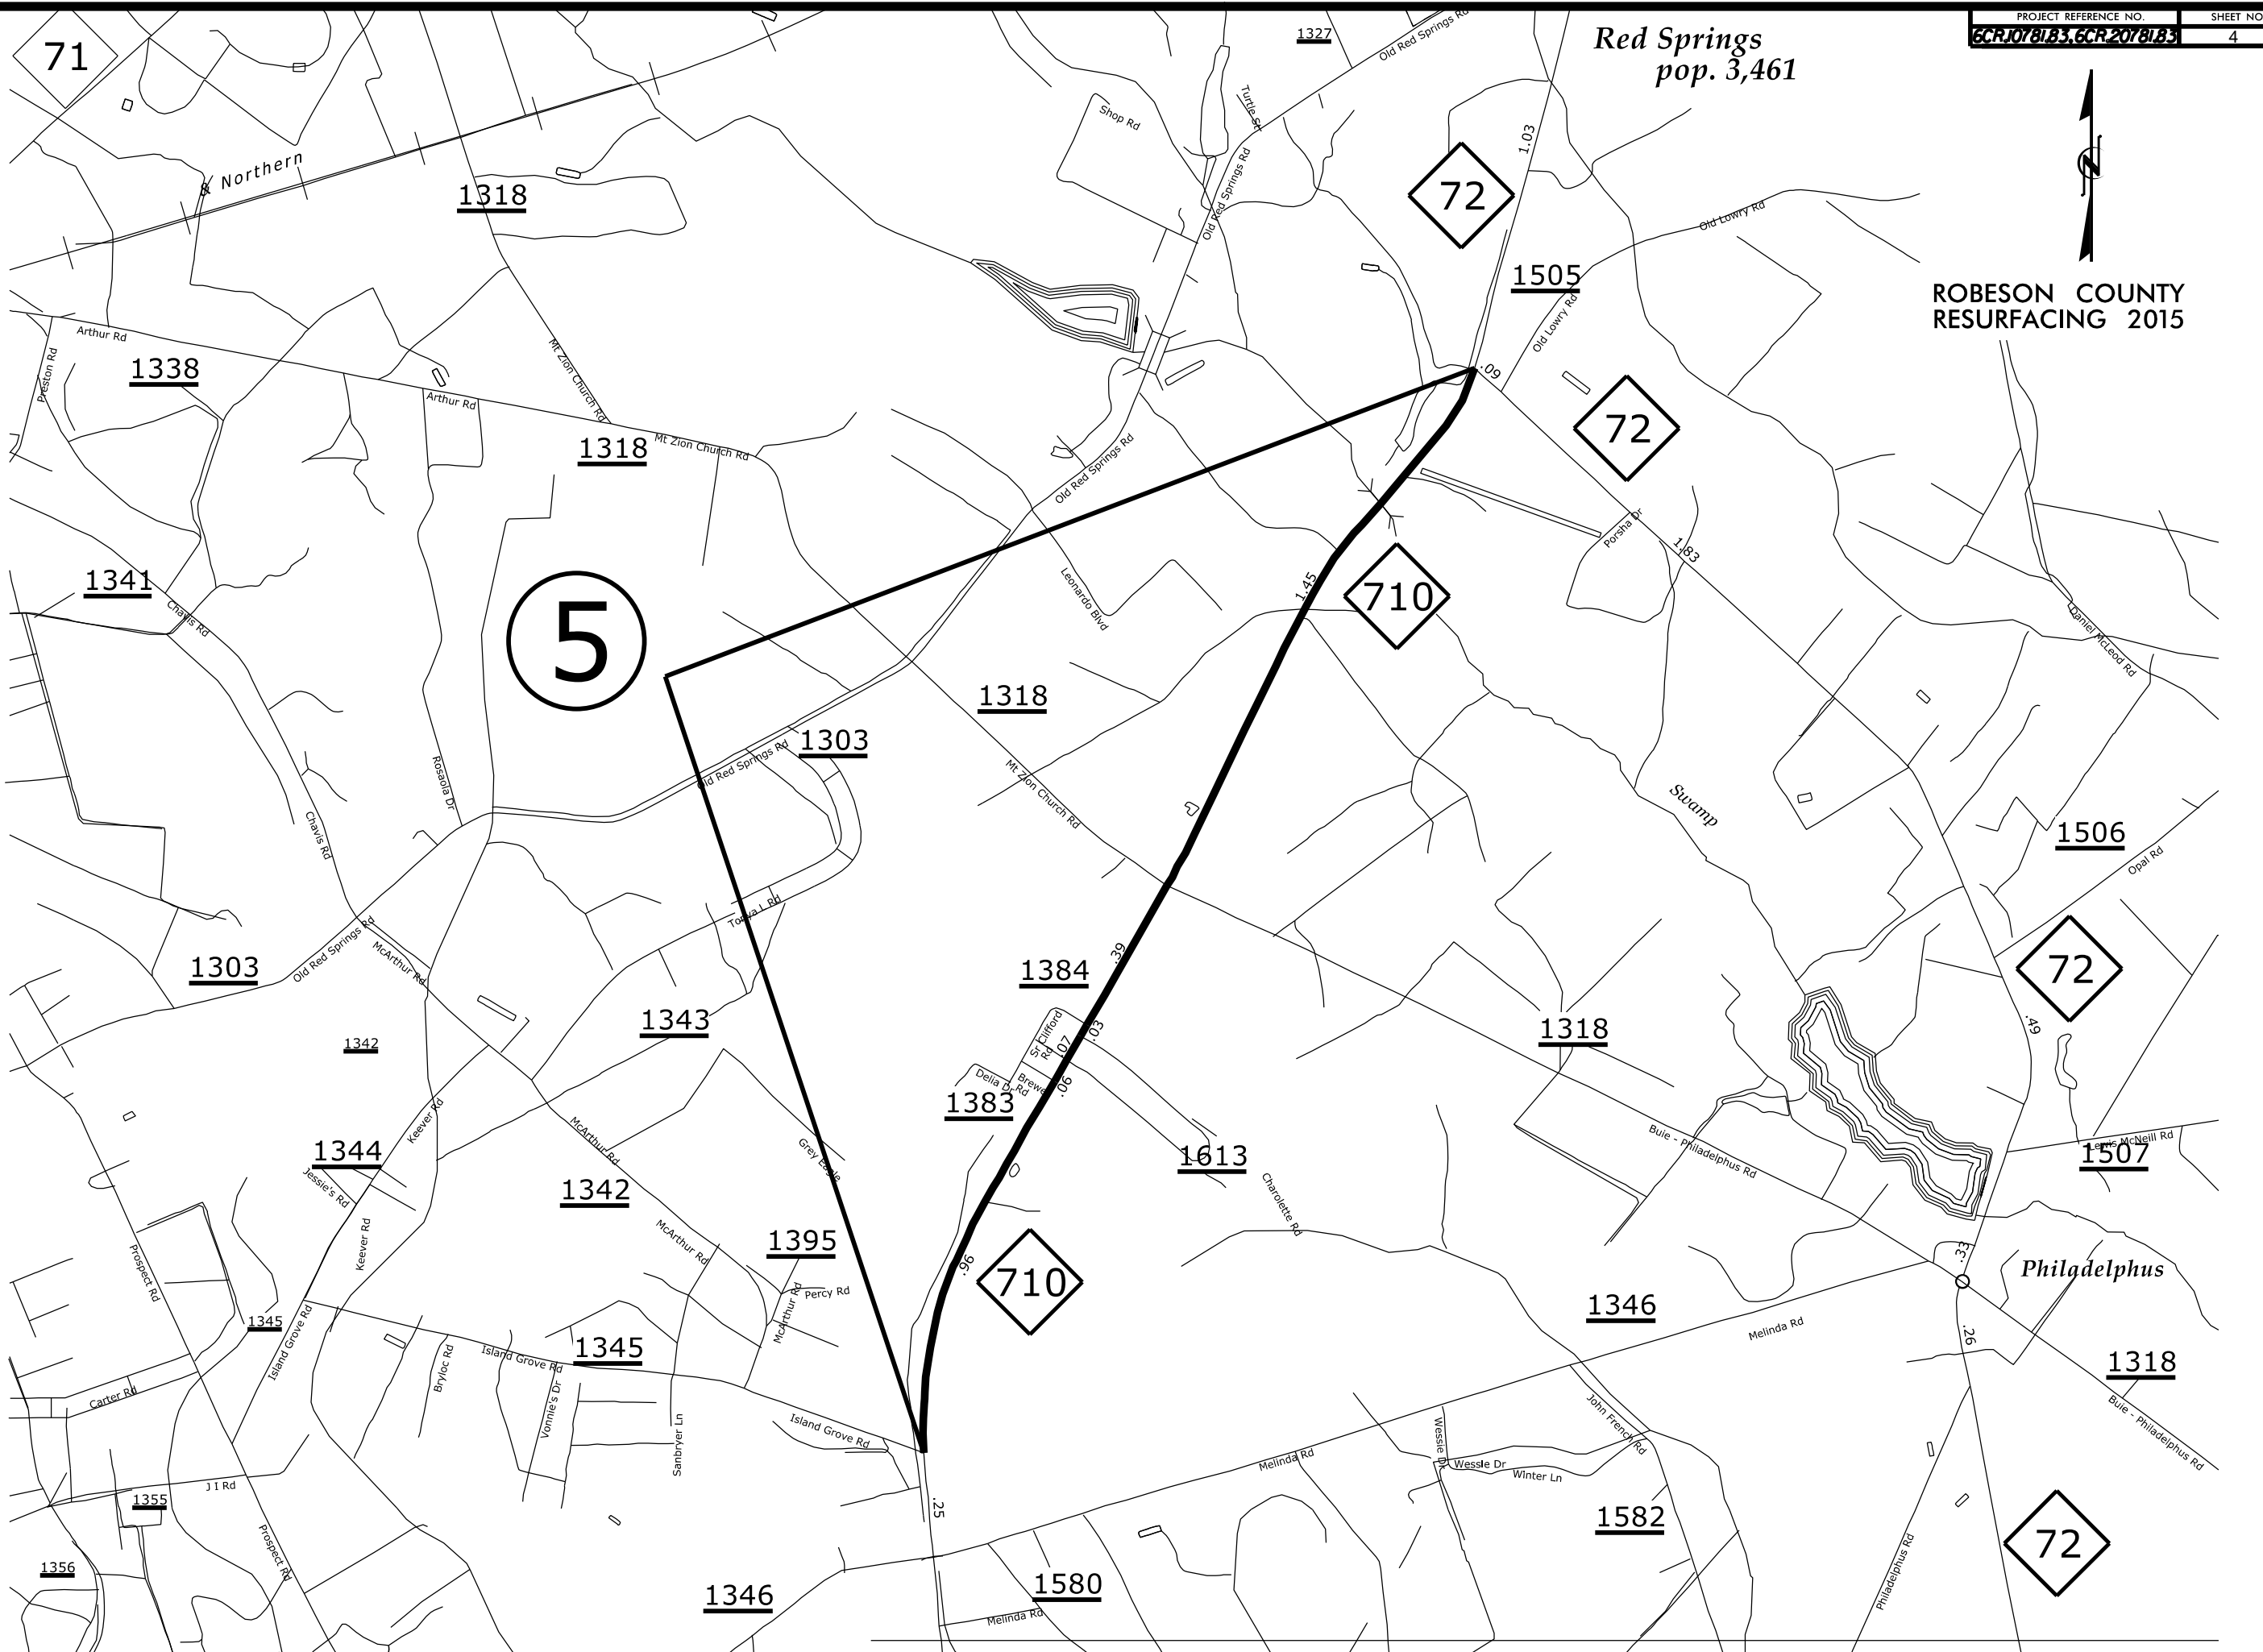 PROJECT REFERENCE NO.
SHEET NO
6CR.10781.83, 6CR.20781.83
4
Red Springs
pop. 3,461
ROBESON COUNTY
RESURFACING 2015
71
& Northern
1318
1327
Old Red Springs Rd
Shop Rd
Turtle St
Old Red Springs Rd
1.03
72
Old Lowry Rd
1505
Old Lowry Rd
Arthur Rd
Preston Rd
1338
Mt Zion Church Rd
Arthur Rd
1318
Mt Zion Church Rd
.09
72
Old Red Springs Rd
Porsha Dr
1.83
1341
Chavis Rd
5
Leonardo Blvd
1.45
710
Daniel McLeod Rd
1318
1303
Old Red Springs Rd
Rosaola Dr
Mt Zion Church Rd
Swamp
1506
Opal Rd
Chavis Rd
Tonya L Rd
1303
Old Red Springs Rd
McArthur Rd
.39
1384
72
1343
1342
Sr Clifford
Rd
.07
.03
1318
.49
Delia Dr
Brewe
Rd
.06
1383
Keever Rd
McArthur Rd
1344
Jessie's Rd
Grey Eagle
1613
Buie - Philadelphus Rd
Lewis McNeill Rd
1507
1342
Charolette Rd
Keever Rd
McArthur Rd
1395
Prospect Rd
.96
710
.33
Philadelphus
Percy Rd
McArthur Rd
1345
Island Grove Rd
1346
Melinda Rd
.26
1345
Island Grove Rd
Bryloc Rd
Vonnie's Dr
1318
Carter Rd
Buie - Philadelphus Rd
Sanbryer Ln
Island Grove Rd
John French Rd
Wessie Dr
Melinda Rd
Wessie Dr
Winter Ln
J I Rd
1355
.25
1582
72
Prospect Rd
1356
1346
1580
Melinda Rd
Philadelphus Rd